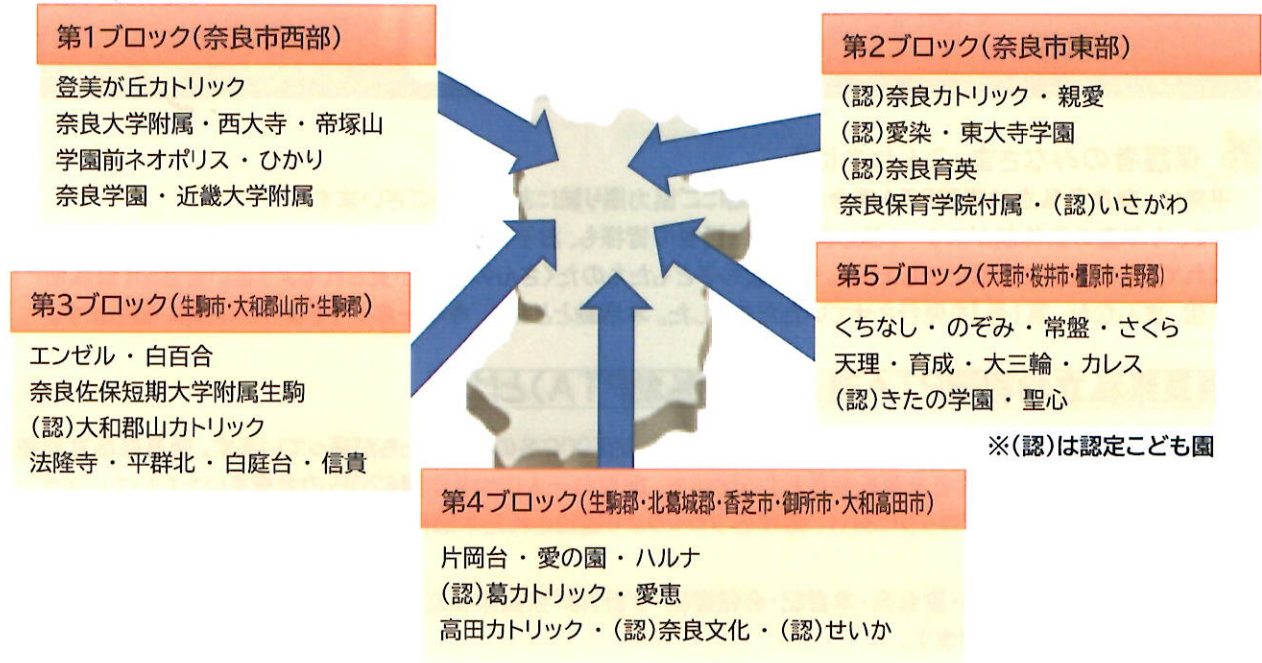 第1ブロック(奈良市西部)
登美が丘カトリック
奈良大学附属・西大寺・帝塚山
学園前ネオポリス・ひかり
奈良学園・近畿大学附属
第2ブロック(奈良市東部)
(認)奈良カトリック・親愛
(認)愛染・東大寺学園
(認)奈良育英
奈良保育学院付属・(認)いさがわ
第3ブロック(生駒市・大和郡山市・生駒郡)
エンゼル・白百合
奈良佐保短期大学附属生駒
(認)大和郡山カトリック
法隆寺・平群北・白庭台・信貴
第5ブロック(天理市・桜井市・橿原市・吉野郡)
くちなし・のぞみ・常盤・さくら
天理・育成・大三輪・カレス
(認)きたの学園・聖心
※(認)は認定こども園
第4ブロック(生駒郡・北葛城郡・香芝市・御所市・大和高田市)
片岡台・愛の園・ハルナ
(認)葛カトリック・愛恵
高田カトリック・(認)奈良文化・(認)せいか